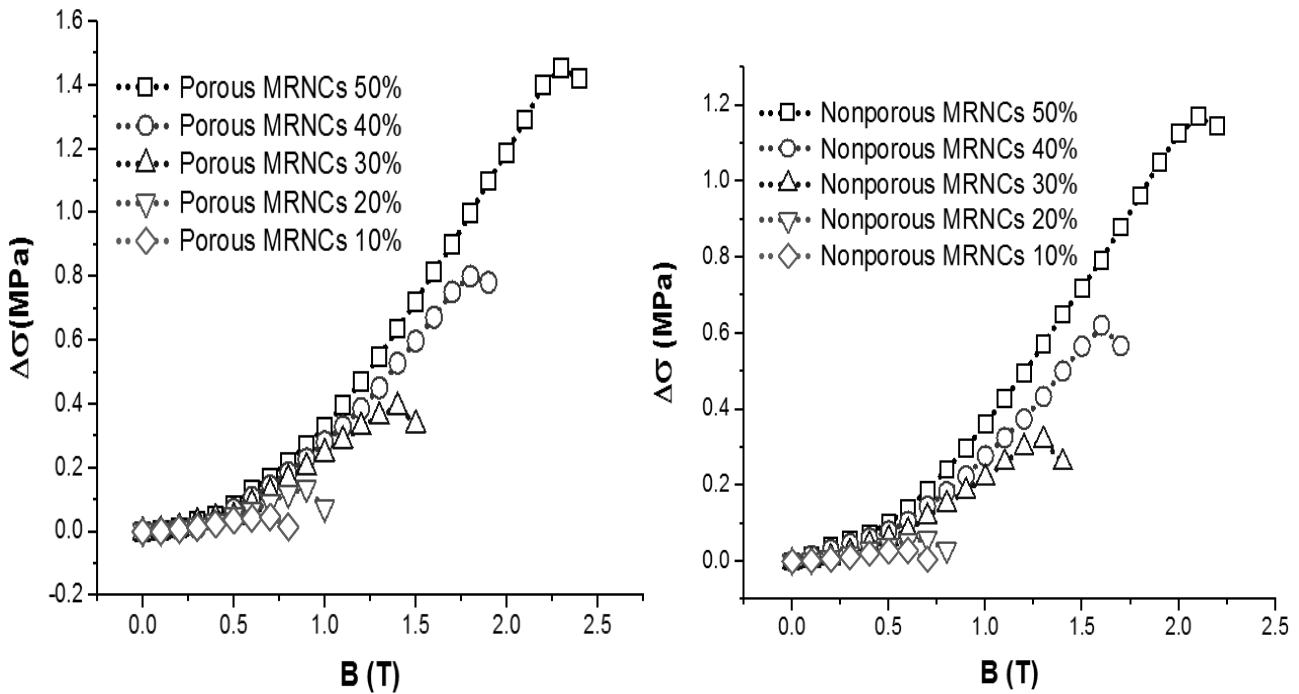 1.6
1.4
1.2
1.0
0.8
0.6
0.4
0.2
0.0
-0.2
Δσ(MPa)
Porous MRNCs 50%
Porous MRNCs 40%
Porous MRNCs 30%
Porous MRNCs 20%
Porous MRNCs 10%
0.0 0.5 1.0 1.5 2.0 2.5
B (T)
1.2
1.0
0.8
0.6
0.4
0.2
0.0
Δσ (MPa)
Nonporous MRNCs 50%
Nonporous MRNCs 40%
Nonporous MRNCs 30%
Nonporous MRNCs 20%
Nonporous MRNCs 10%
0.0 0.5 1.0 1.5 2.0 2.5
B (T)